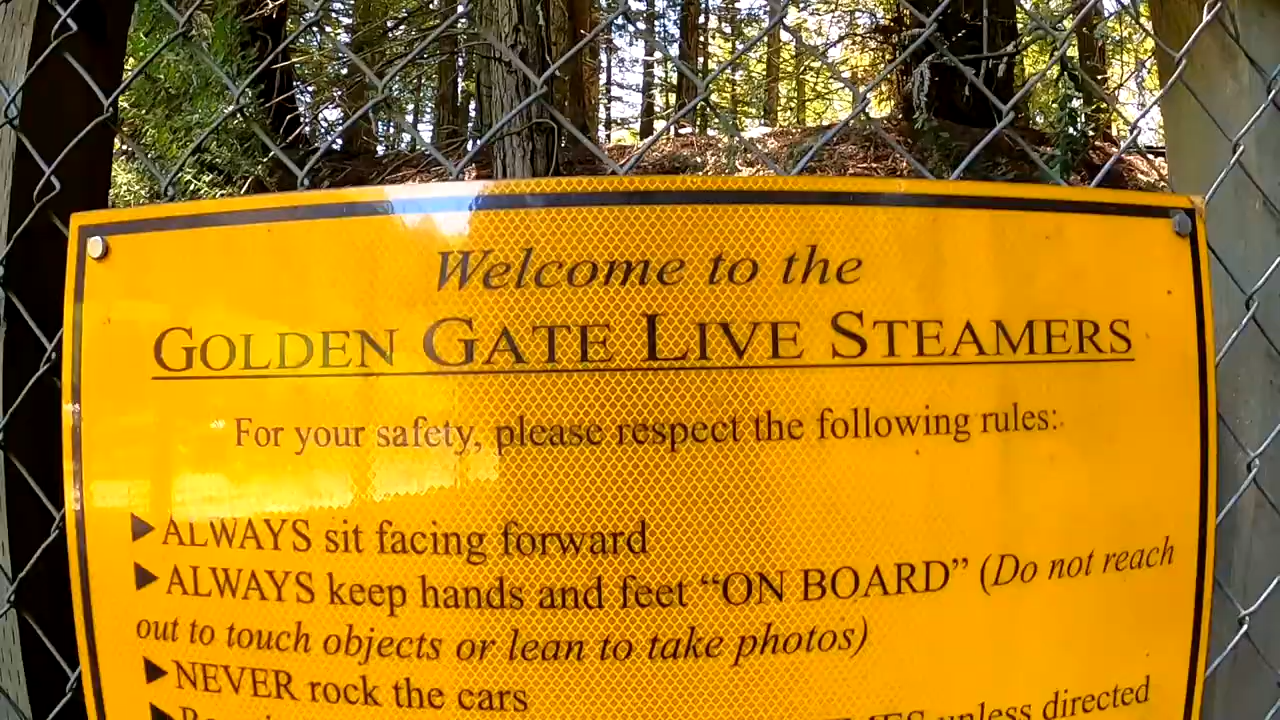 Welcome to the
GOLDEN GATE LIVE STEAMERS
For your safety, please respect the following rules:
▶ALWAYS sit facing forward
▶ALWAYS keep hands and feet “ON BOARD” (Do not reach
out to touch objects or lean to take photos)
▶NEVER rock the cars
▶ unless directed